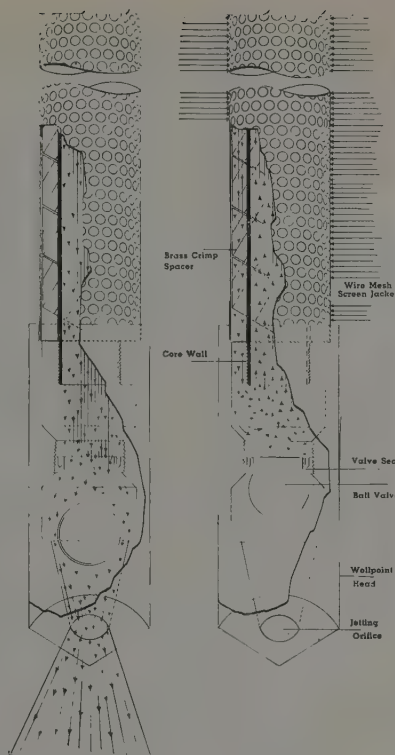 Brass Crimp
Spacer
Wire Mesh
Screen Jacket
Core Wall
Valve Seat
Ball Valve
Wellpoint
Head
Jetting
Orifice